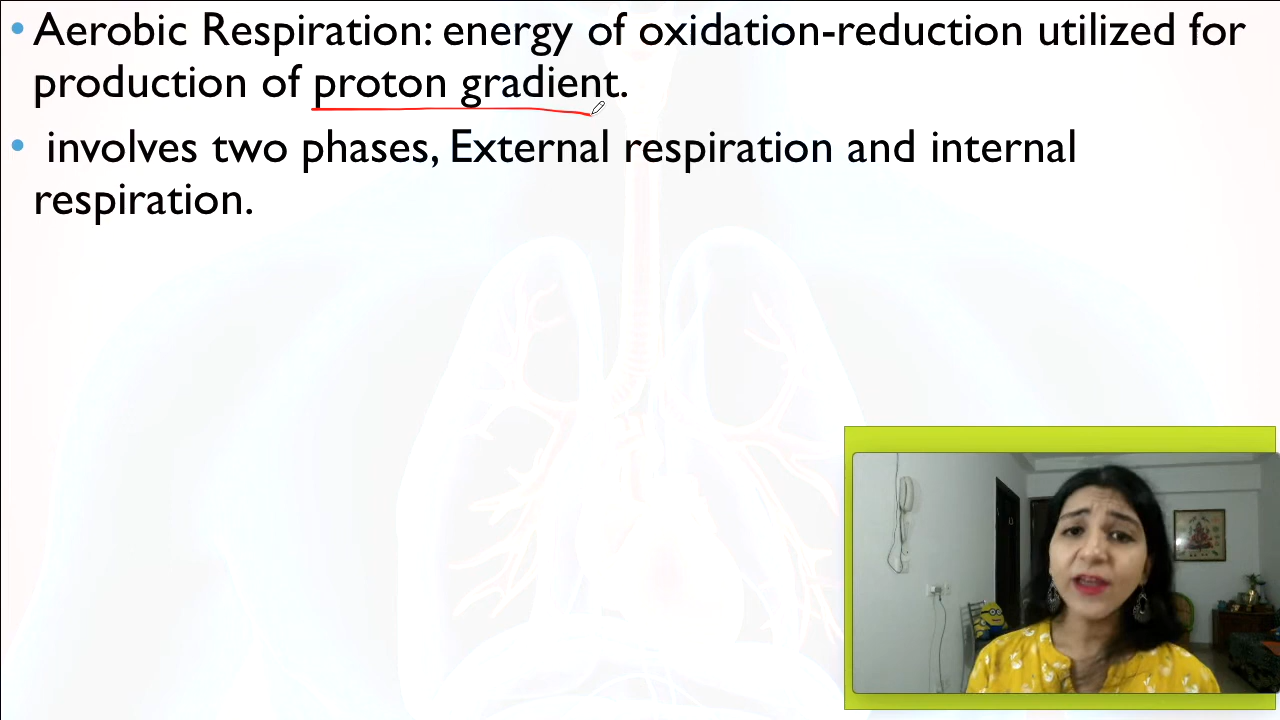 • Aerobic Respiration: energy of oxidation-reduction utilized for
production of proton gradient.
• involves two phases, External respiration and internal
respiration.